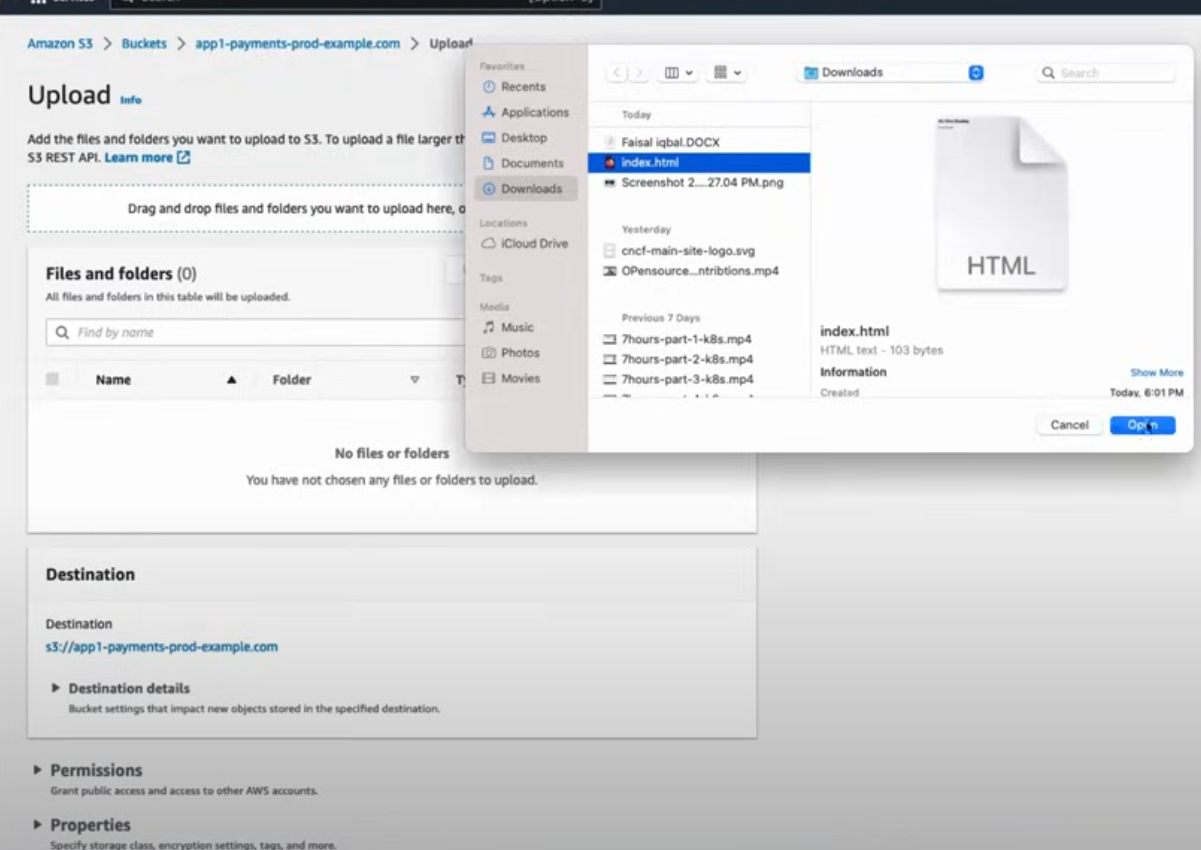 Amazon S3 > Buckets > app1-payments-prod-example.com > Upload
Upload Info
Add the files and folders you want to upload to S3. To upload a file larger th
S3 REST API. Learn more
Drag and drop files and folders you want to upload here, o
Files and folders (0)
All files and folders in this table will be uploaded.
Find by name
Name Folder Ty
No files or folders
You have not chosen any files or folders to upload.
Destination
Destination
s3://app1-payments-prod-example.com
Destination details
Bucket settings that impact new objects stored in the specified destination.
Permissions
Grant public access and access to other AWS accounts.
Properties
Specify storage class, encryption settings, tags, and more.
Favorites
Recents
Applications
Desktop
Documents
Downloads
Locations
iCloud Drive
Tags
Media
Music
Photos
Movies
Downloads
Search
Today
Faisal iqbal.DOCX
index.html
Screenshot 2....27.04 PM.png
Yesterday
cncf-main-site-logo.svg
OPensource...ntribtions.mp4
Previous 7 Days
7hours-part-1-k8s.mp4
7hours-part-2-k8s.mp4
7hours-part-3-k8s.mp4
HTML
index.html
HTML text - 103 bytes
Information Show More
Created Today, 6:01 PM
Cancel Open